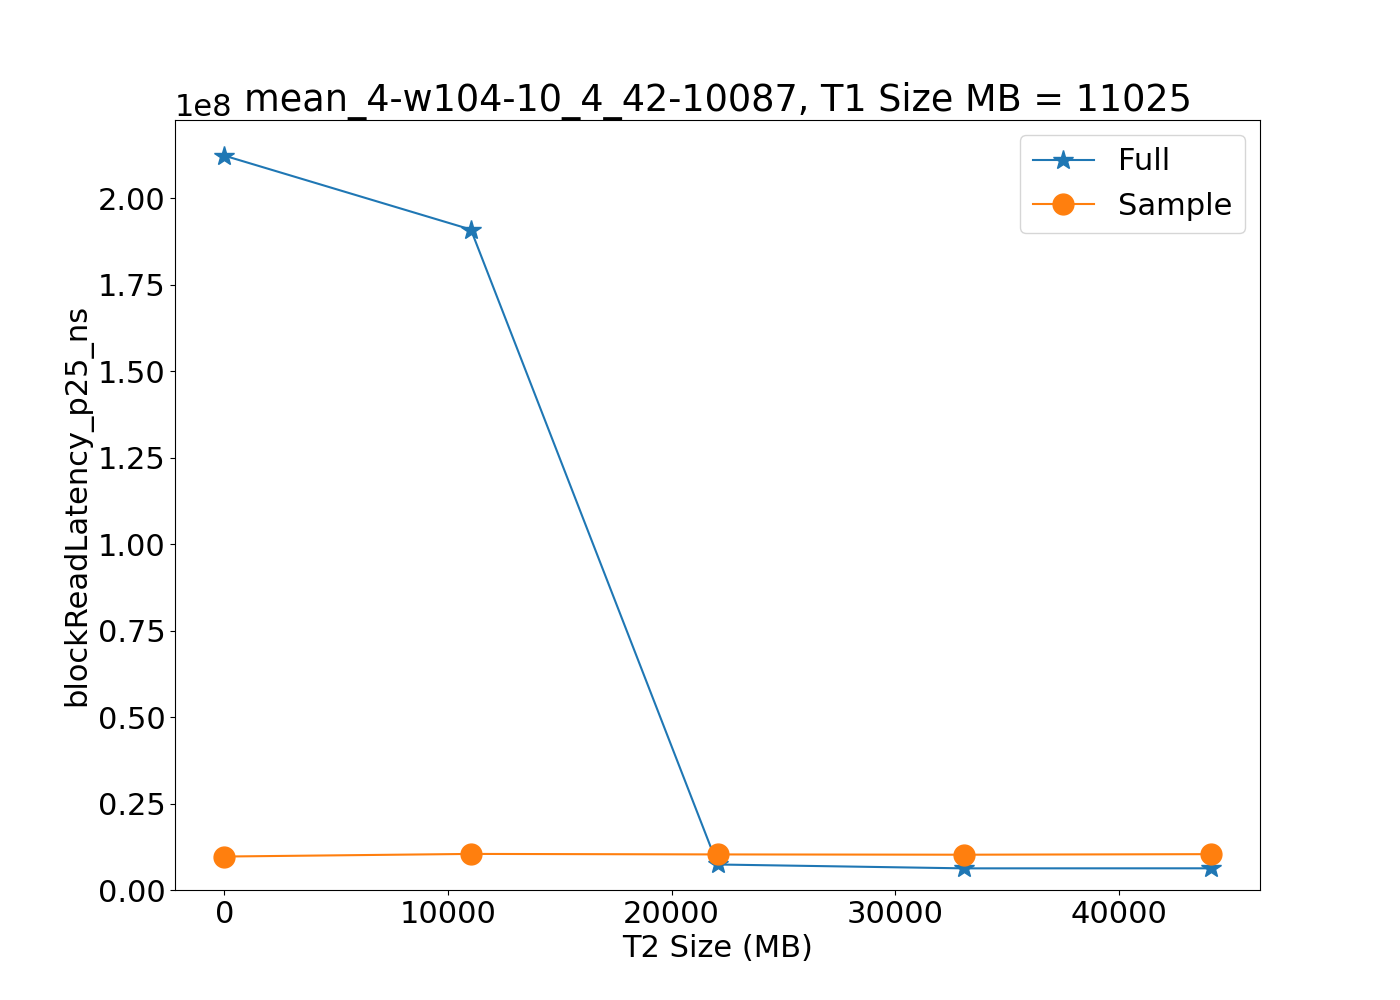 mean_4-w104-10_4_42-10087, T1 Size MB = 11025
1e8
Full
Sample
2.00
1.75
1.50
1.25
1.00
0.75
0.50
0.25
0.00
blockReadLatency_p25_ns
0 10000 20000 30000 40000
T2 Size (MB)